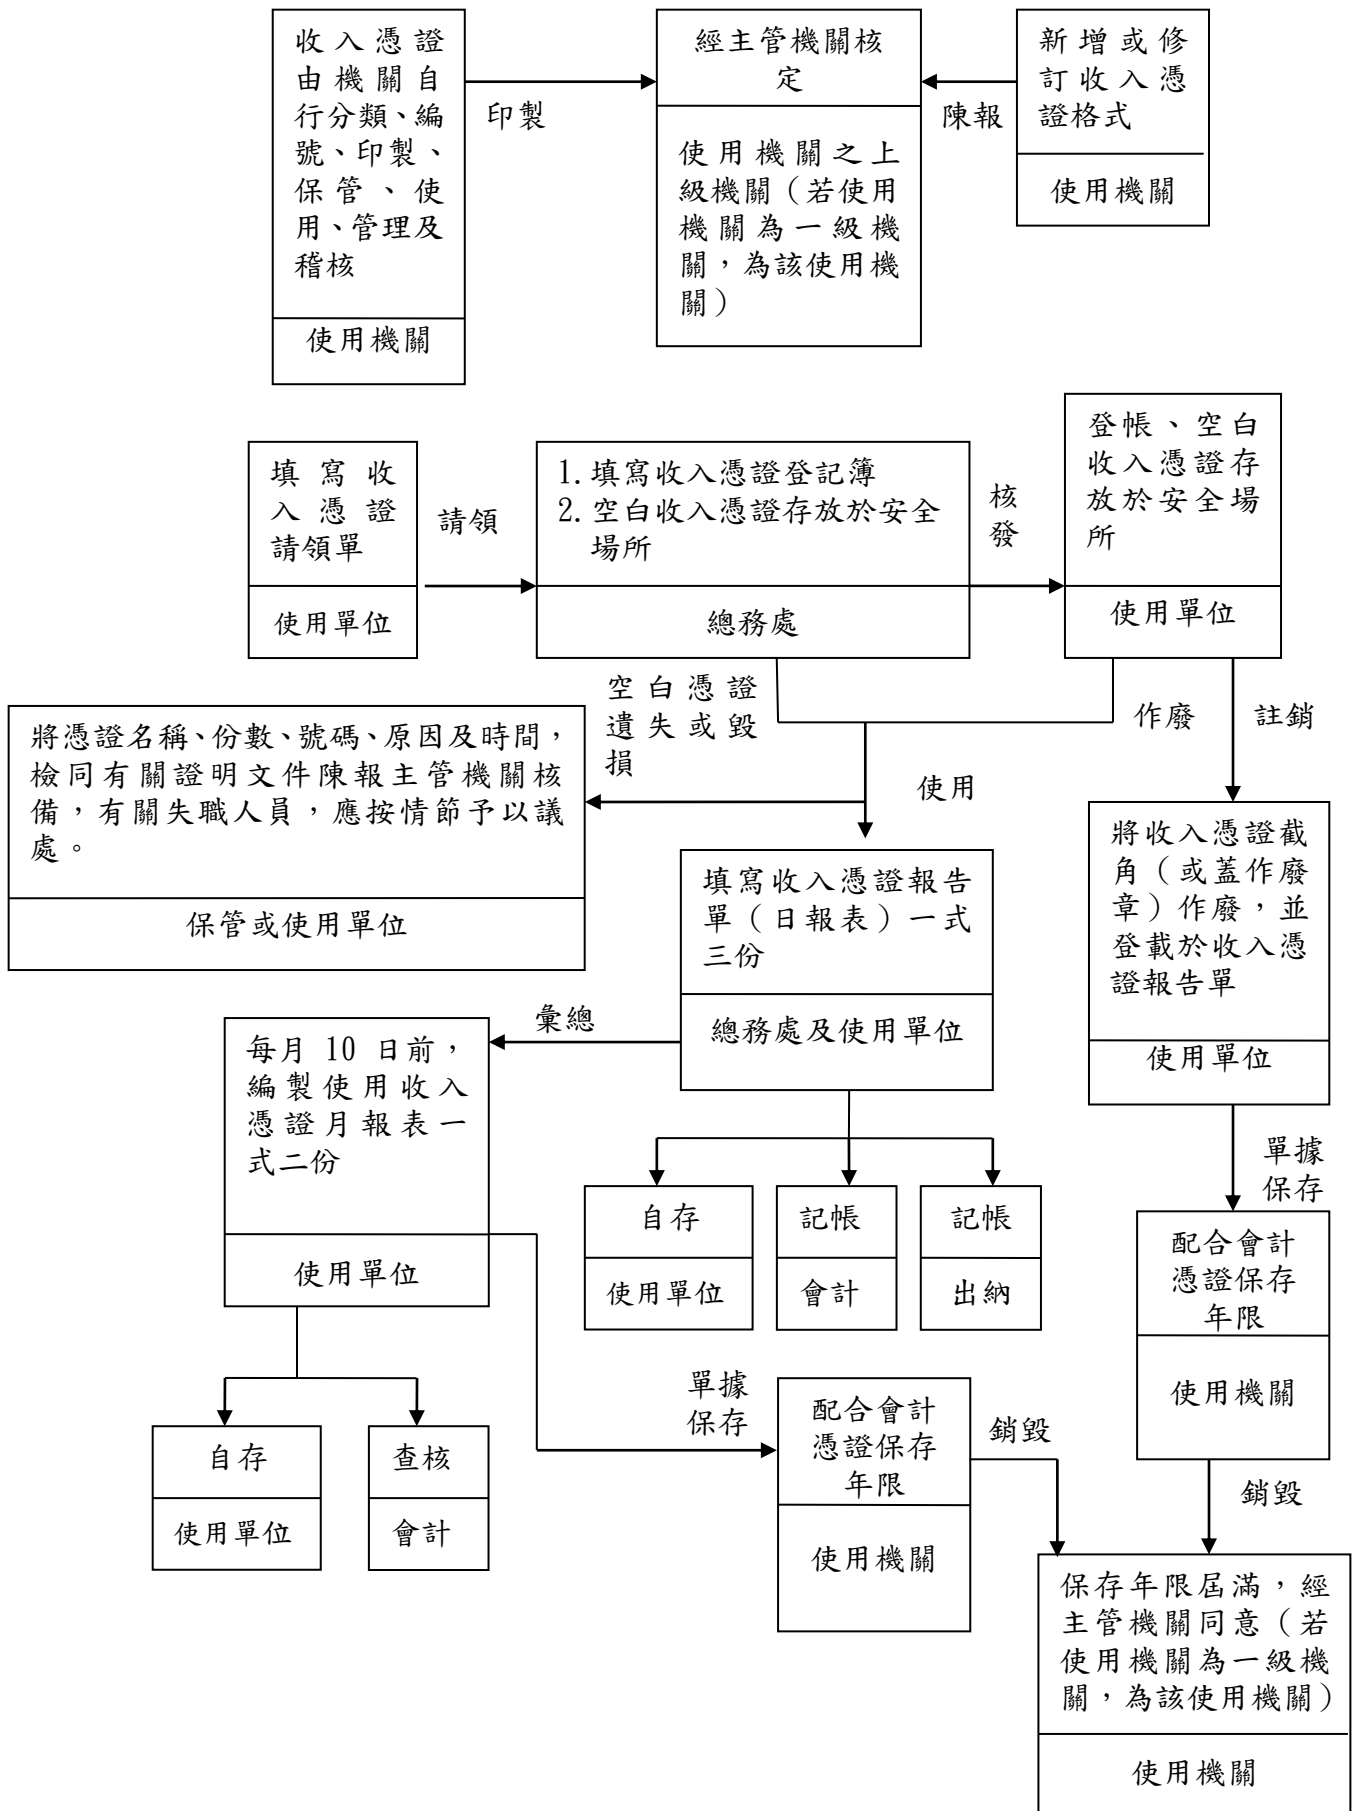 收入憑證
由機關自
行分類、編
號、印製、
保管、使
用、管理及
稽核
使用機關
印製
經主管機關核
定
使用機關之上
級機關（若使用
機關為一級機
關，為該使用機
關）
陳報
新增或修
訂收入憑
證格式
使用機關
填寫收
入憑證
請領單
使用單位
請領
1.填寫收入憑證登記簿
2.空白收入憑證存放於安全
場所
總務處
核
發
登帳、空白
收入憑證存
放於安全場
所
使用單位
空白憑證
遺失或毀
損
使用
作廢
註銷
將憑證名稱、份數、號碼、原因及時間，
檢同有關證明文件陳報主管機關核
備，有關失職人員，應按情節予以議
處。
保管或使用單位
填寫收入憑證報告
單（日報表）一式
三份
總務處及使用單位
將收入憑證截
角（或蓋作廢
章）作廢，並
登載於收入憑
證報告單
使用單位
彙總
每月 10 日前，
編製使用收入
憑證月報表一
式二份
使用單位
自存
使用單位
記帳
會計
記帳
出納
單據
保存
配合會計
憑證保存
年限
使用機關
自存
使用單位
查核
會計
單據
保存
配合會計
憑證保存
年限
使用機關
銷毀
銷毀
保存年限屆滿，經
主管機關同意（若
使用機關為一級機
關，為該使用機關）
使用機關